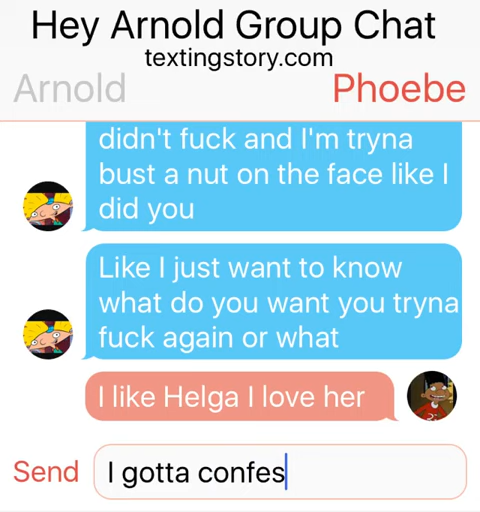 Hey Arnold Group Chat
textingstory.com
Arnold
Phoebe
didn't fuck and I'm tryna
bust a nut on the face like I
did you
Like I just want to know
what do you want you tryna
fuck again or what
I like Helga I love her
Send
I gotta confes